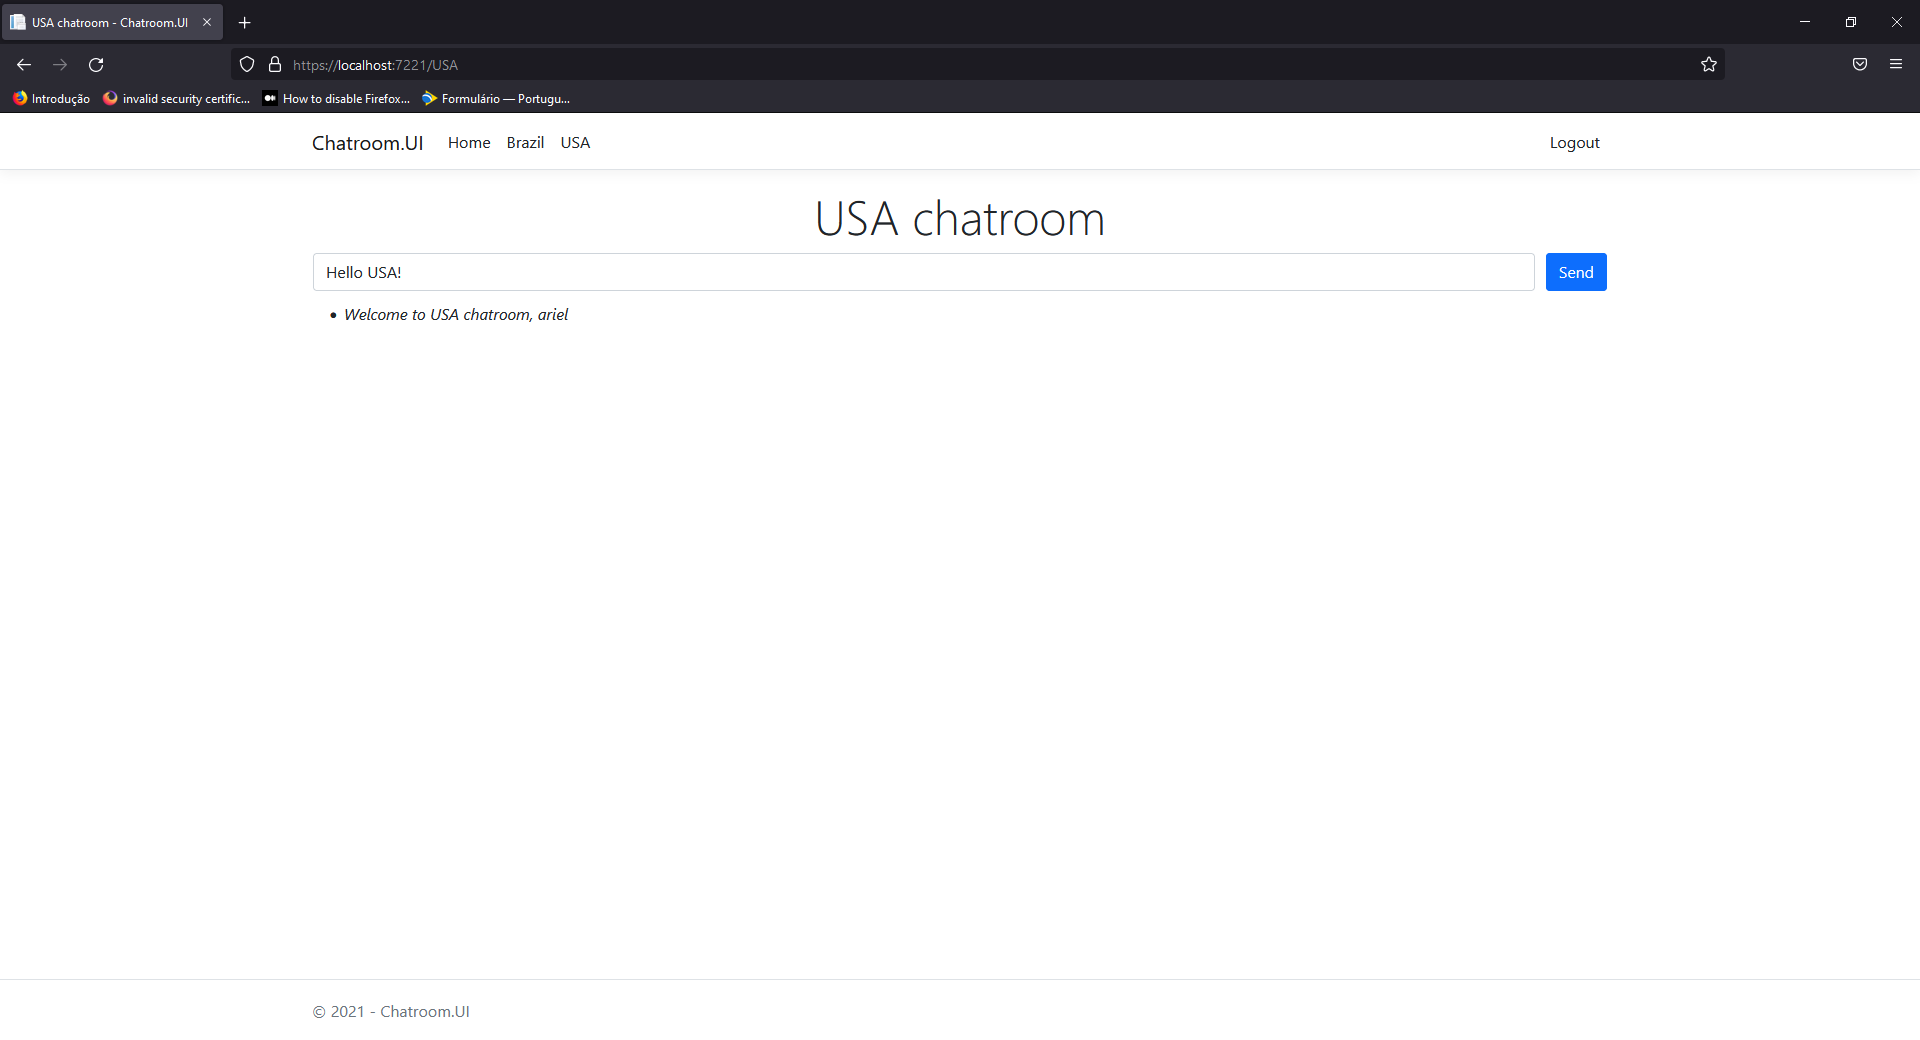 USA chatroom - Chatroom.UI
https://localhost:7221/USA
Introdução invalid security certific... How to disable Firefox... Formulário — Portugu...
Chatroom.UI Home Brazil USA Logout
USA chatroom
Hello USA! Send
Welcome to USA chatroom, ariel
© 2021 - Chatroom.UI